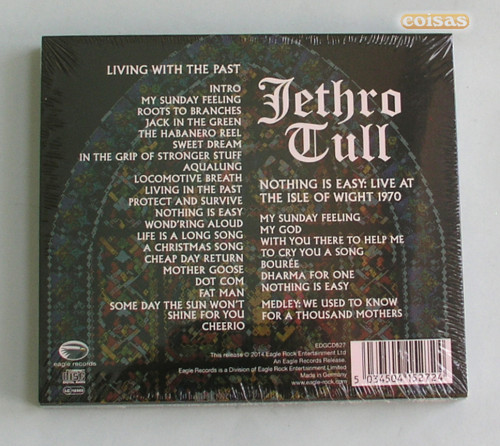 coisas
LIVING WITH THE PAST
INTRO
MY SUNDAY FEELING
ROOTS TO BRANCHES
JACK IN THE GREEN
THE HABANERO REEL
SWEET DREAM
IN THE GRIP OF STRONGER STUFF
AQUALUNG
LOCOMOTIVE BREATH
LIVING IN THE PAST
PROTECT AND SURVIVE
NOTHING IS EASY
WOND'RING ALOUD
LIFE IS A LONG SONG
A CHRISTMAS SONG
CHEAP DAY RETURN
MOTHER GOOSE
DOT COM
FAT MAN
SOME DAY THE SUN WON'T
SHINE FOR YOU
CHEERIO
Jethro
Tull
NOTHING IS EASY: LIVE AT
THE ISLE OF WIGHT 1970
MY SUNDAY FEELING
MY GOD
WITH YOU THERE TO HELP ME
TO CRY YOU A SONG
BOURÉE
DHARMA FOR ONE
NOTHING IS EASY
MEDLEY: WE USED TO KNOW
FOR A THOUSAND MOTHERS
eagle records
EDGCD627
This release © 2014 Eagle Rock Entertainment Ltd
An Eagle Records Release.
Eagle Records is a Division of Eagle Rock Entertainment Limited
Made in Germany
www.eagle-rock.com
5 034504 152724